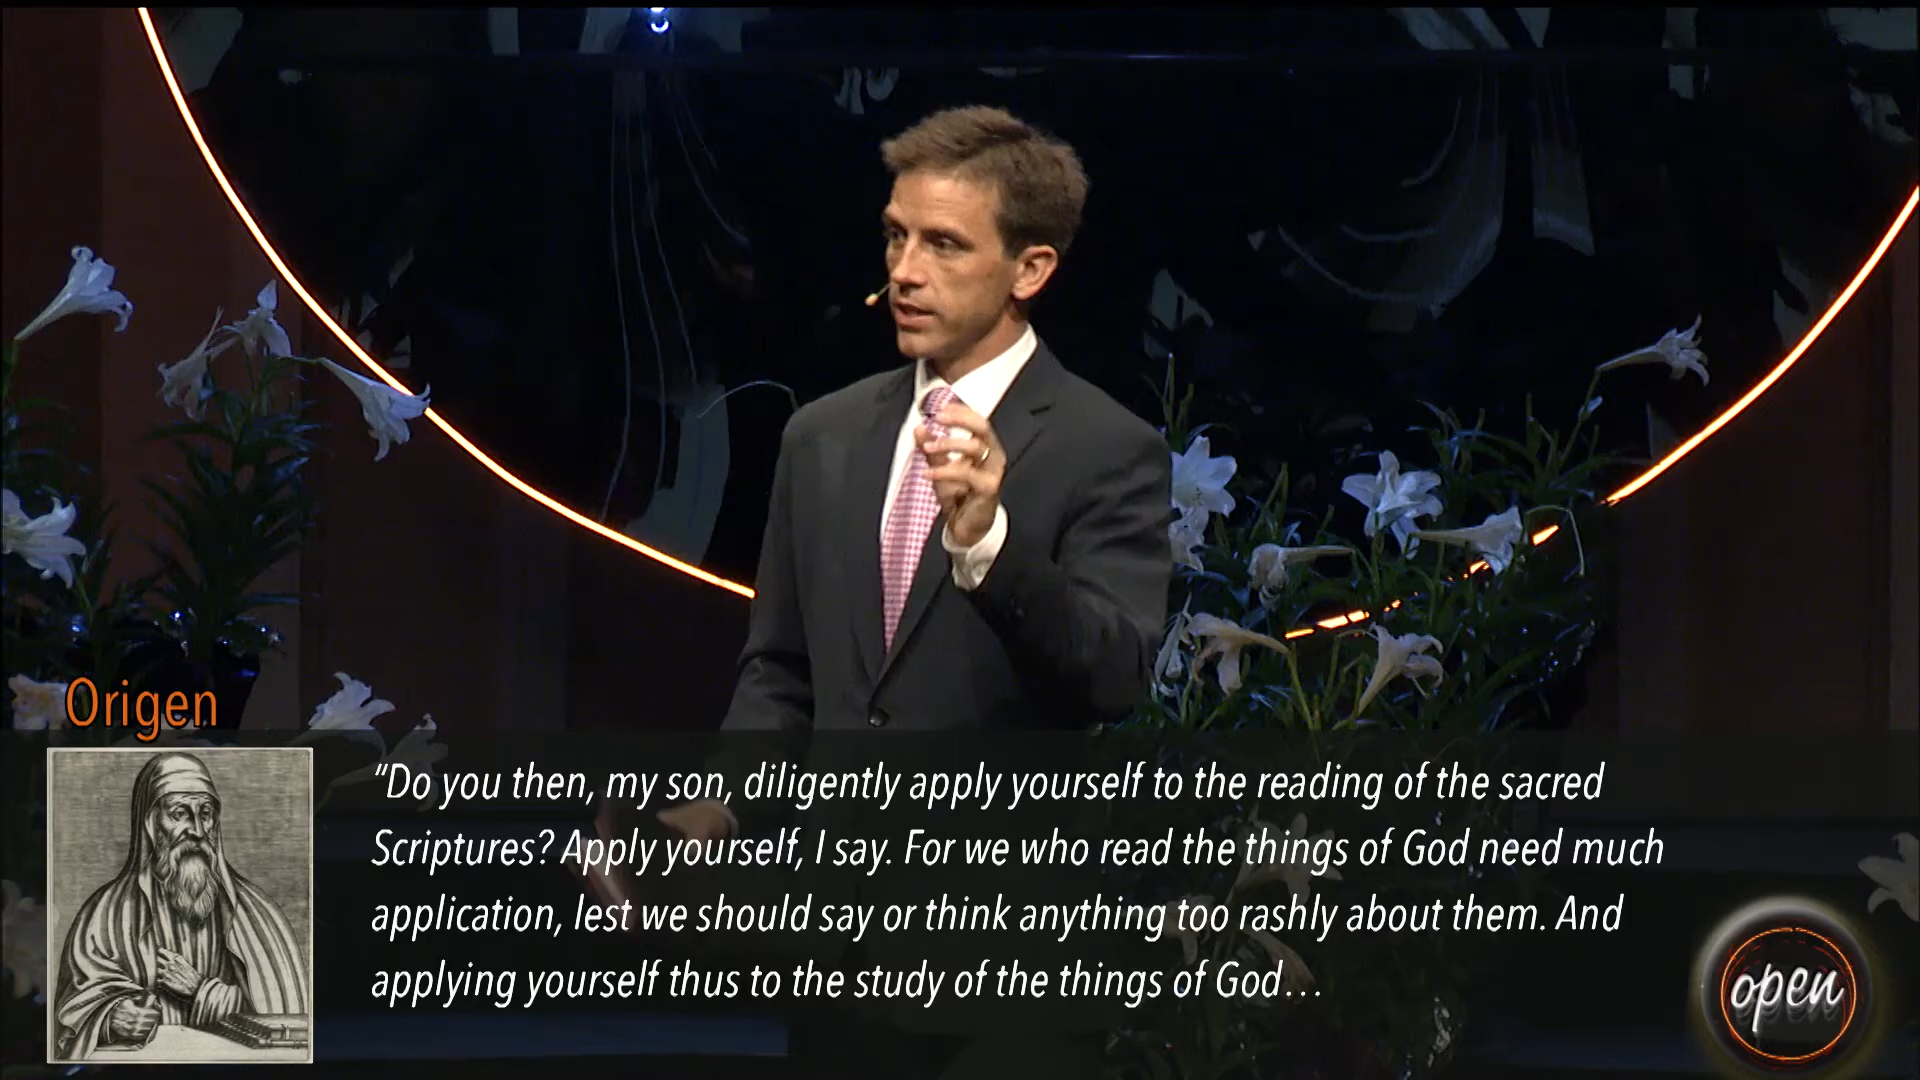 Origen
“Do you then, my son, diligently apply yourself to the reading of the sacred
Scriptures? Apply yourself, I say. For we who read the things of God need much
application, lest we should say or think anything too rashly about them. And
applying yourself thus to the study of the things of God…
open